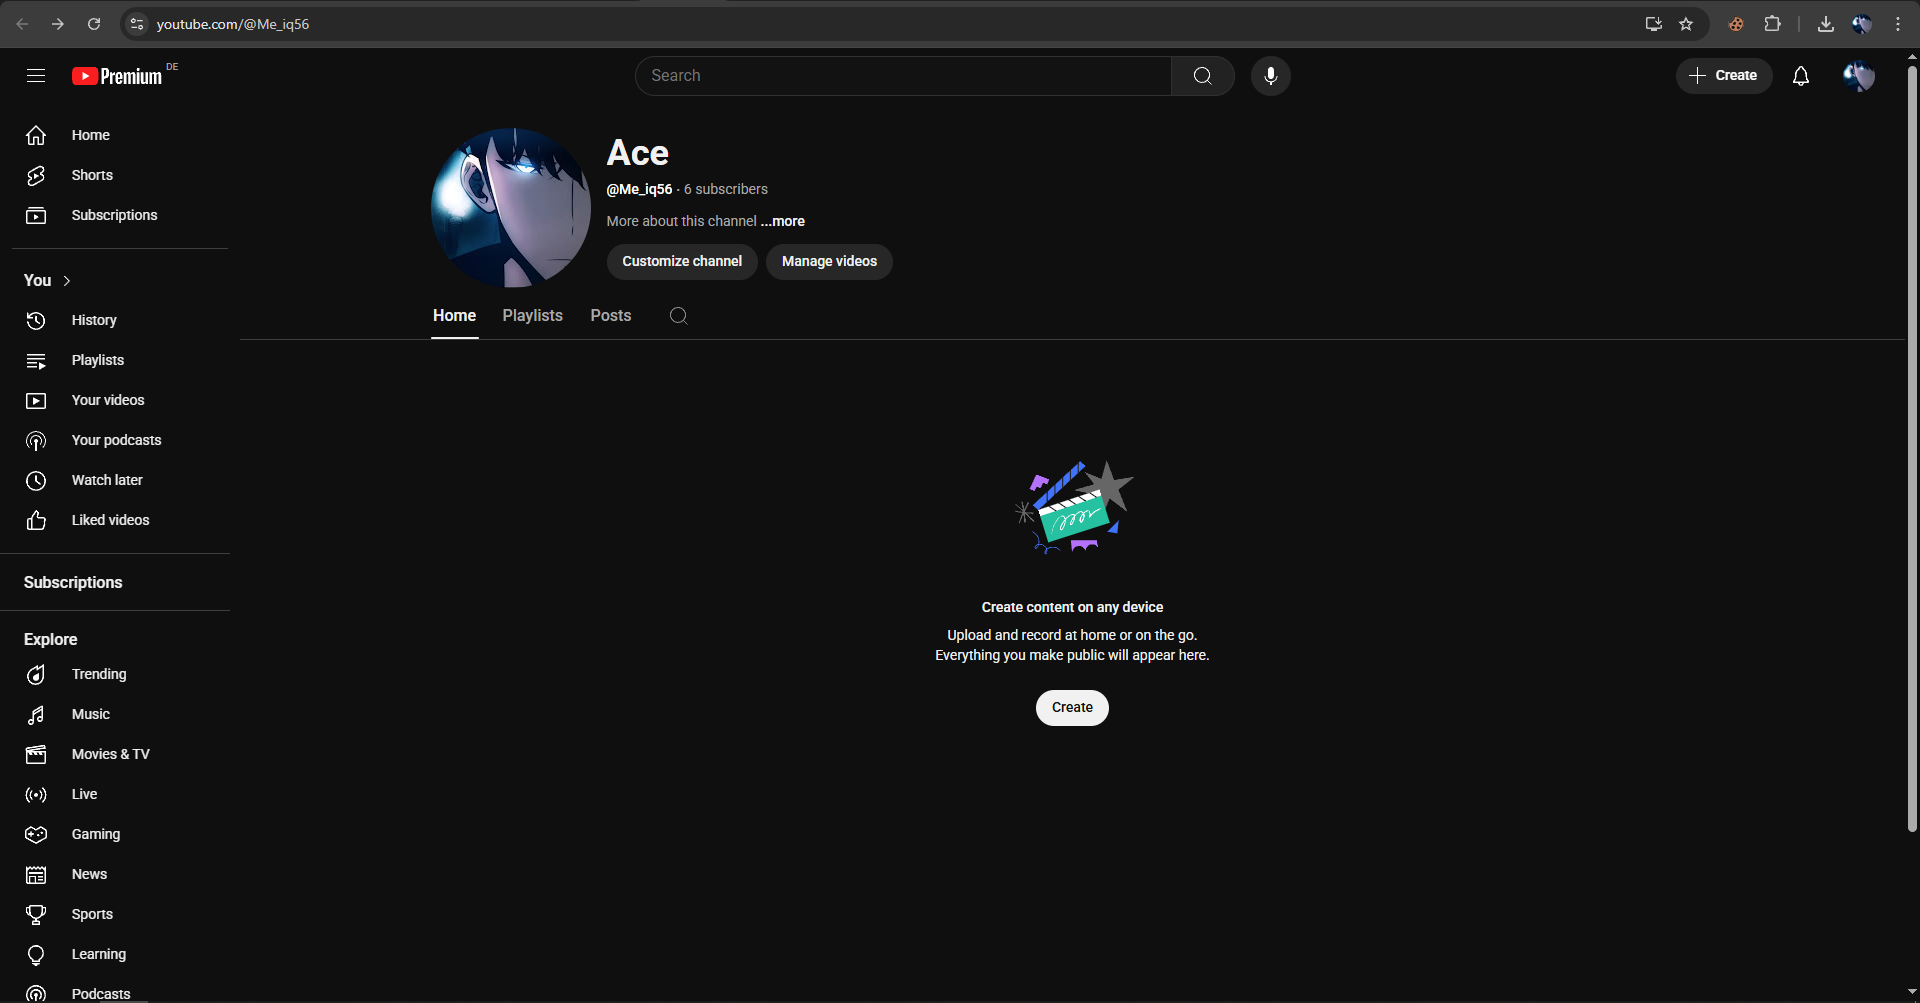 youtube.com/@Me_iq56
Premium DE
Search
Create
Home
Shorts
Subscriptions
You
History
Playlists
Your videos
Your podcasts
Watch later
Liked videos
Subscriptions
Explore
Trending
Music
Movies & TV
Live
Gaming
News
Sports
Learning
Podcasts
Ace
@Me_iq56 · 6 subscribers
More about this channel ...more
Customize channel Manage videos
Home Playlists Posts
Create content on any device
Upload and record at home or on the go.
Everything you make public will appear here.
Create